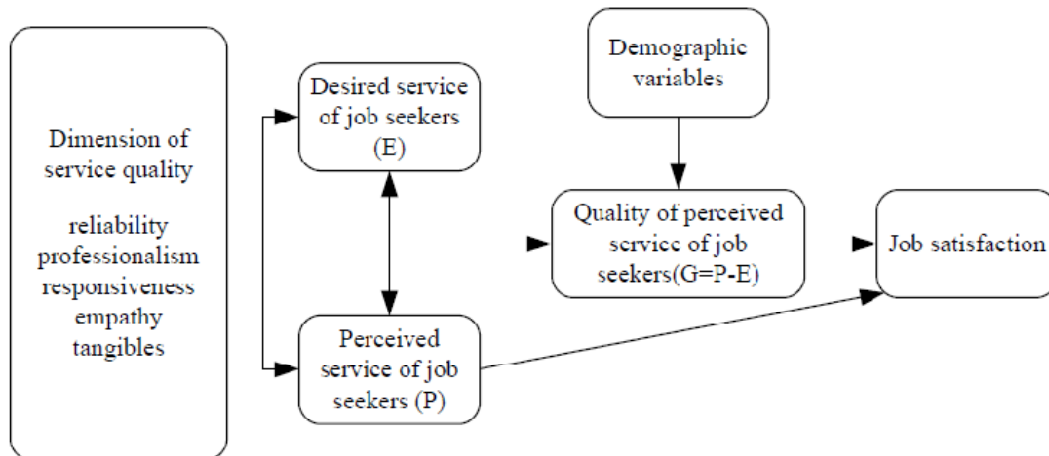 Dimension of
service quality
reliability
professionalism
responsiveness
empathy
tangibles
Desired service
of job seekers
(E)
Perceived
service of job
seekers (P)
Demographic
variables
Quality of perceived
service of job
seekers(G=P-E)
Job satisfaction